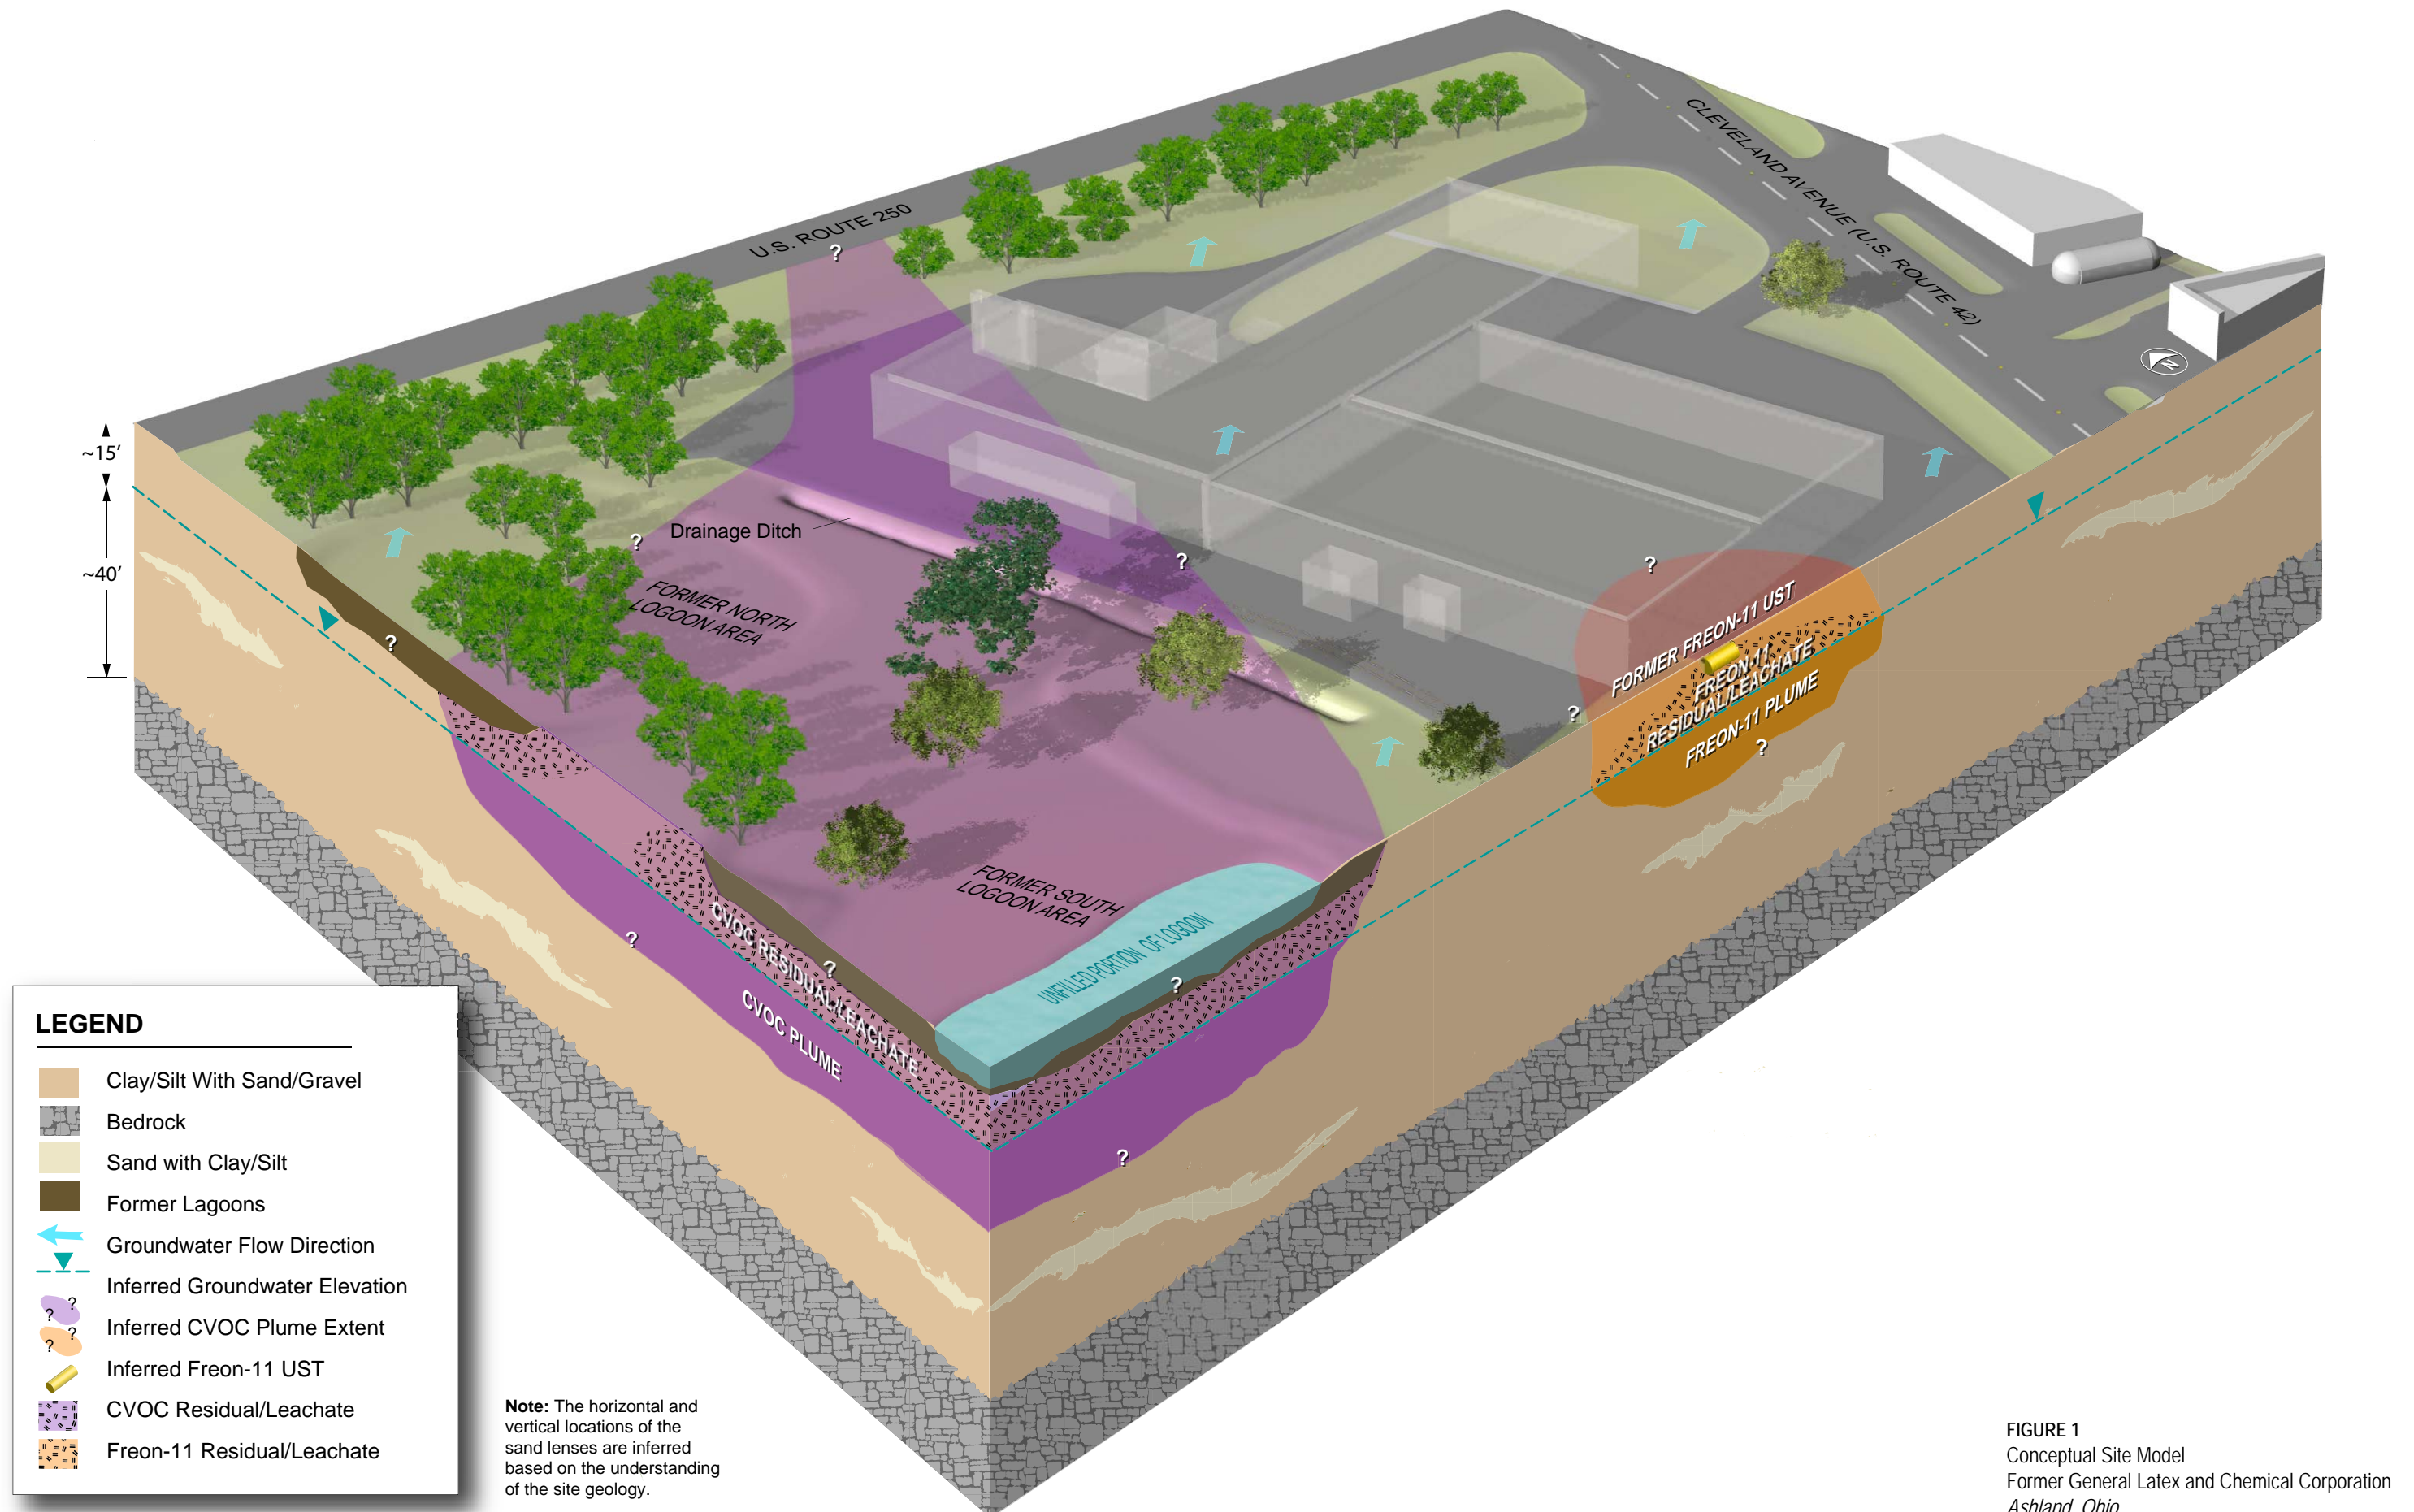 U.S. ROUTE 250
?
CLEVELAND AVENUE (U.S. ROUTE 42)
N
~15'
~40'
Drainage Ditch
?
?
?
FORMER NORTH
LOGOON AREA
?
FORMER FREON-11 UST
FREON-11
RESIDUAL/LEACHATE
FREON-11 PLUME
?
?
FORMER SOUTH
LOGOON AREA
UNFILLED PORTION OF LOGOON
?
?
?
CVOC RESIDUAL/LEACHATE
CVOC PLUME
?
LEGEND
Clay/Silt With Sand/Gravel
Bedrock
Sand with Clay/Silt
Former Lagoons
Groundwater Flow Direction
Inferred Groundwater Elevation
? ?
Inferred CVOC Plume Extent
? ?
Inferred Freon-11 UST
CVOC Residual/Leachate
Freon-11 Residual/Leachate
Note: The horizontal and
vertical locations of the
sand lenses are inferred
based on the understanding
of the site geology.
FIGURE 1
Conceptual Site Model
Former General Latex and Chemical Corporation
Ashland, Ohio